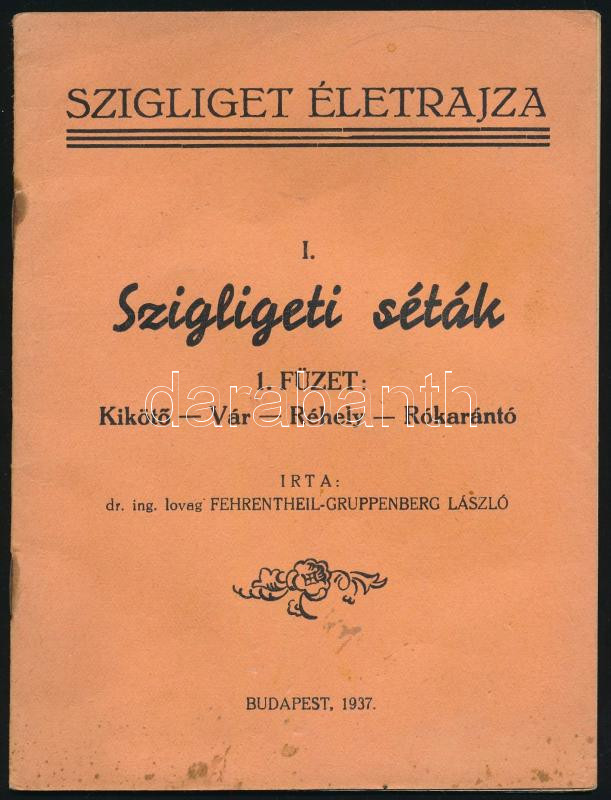 SZIGLIGET ÉLETRAJZA
I.
Szigligeti séták
1. FÜZET:
darabanth
Kikötő — Vár — Réhely — Rókarántó
IRTA:
dr. ing. lovag FEHRENTHEIL-GRUPPENBERG LÁSZLÓ
BUDAPEST, 1937.